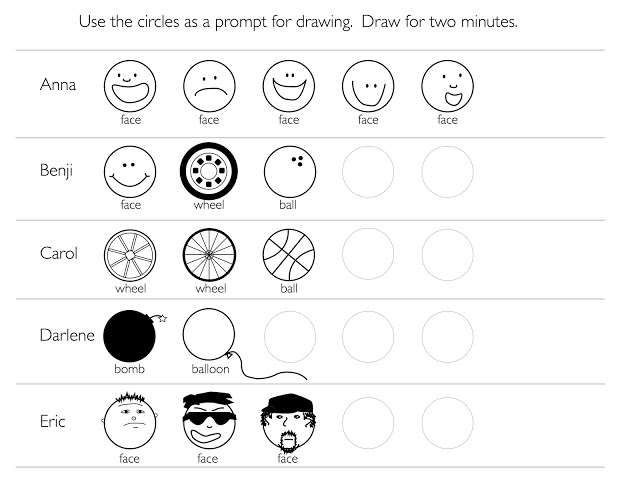 Use the circles as a prompt for drawing. Draw for two minutes.
Anna
face face face face face
Benji
face wheel ball
Carol
wheel wheel ball
Darlene
bomb balloon
Eric
face face face